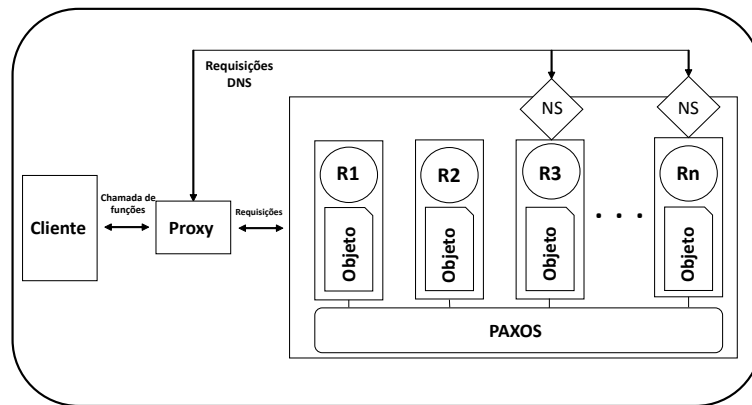 Requisições
DNS
NS
NS
R1
R2
R3
Rn
Cliente
Chamada de
funções
Proxy
Requisições
Objeto
Objeto
Objeto
. . .
Objeto
PAXOS